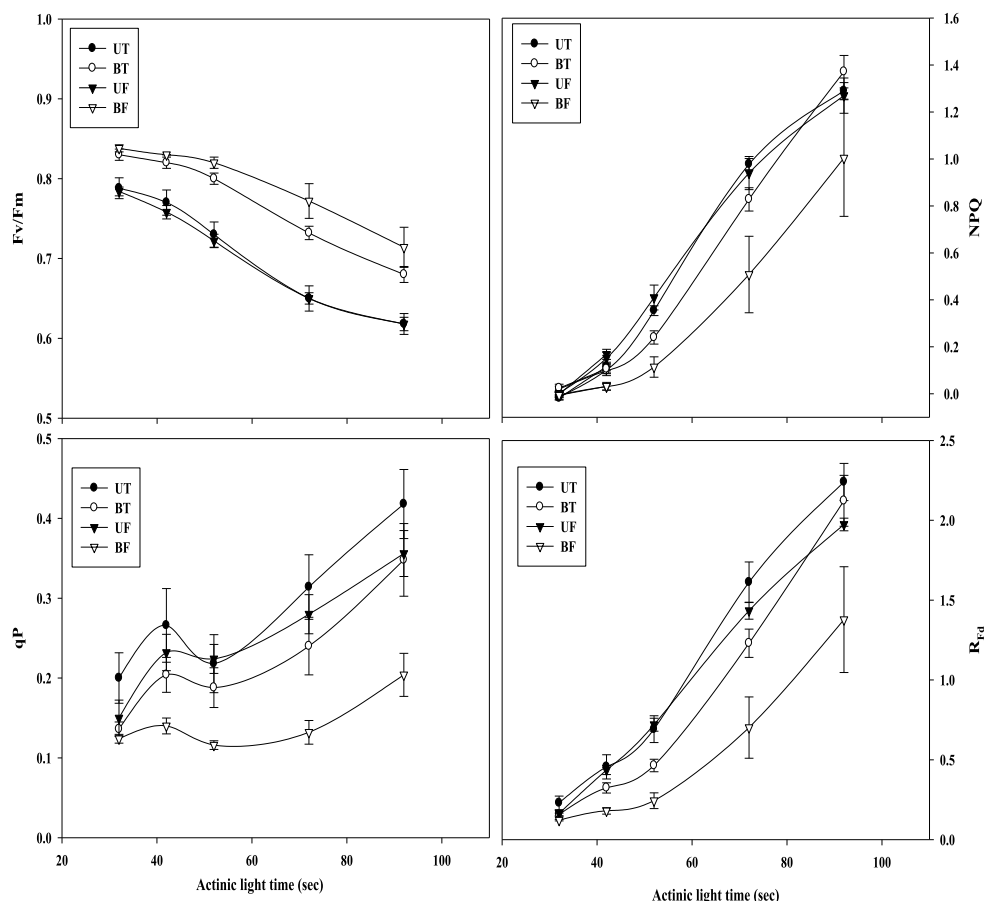 1.0
0.9
0.8
0.7
0.6
0.5
Fv/Fm
UT
BT
UF
BF
UT
BT
UF
BF
1.6
1.4
1.2
1.0
0.8
0.6
0.4
0.2
0.0
NPQ
0.5
0.4
0.3
0.2
0.1
0.0
qP
UT
BT
UF
BF
20 40 60 80 100
Actinic light time (sec)
UT
BT
UF
BF
2.5
2.0
1.5
1.0
0.5
0.0
RFd
20 40 60 80 100
Actinic light time (sec)